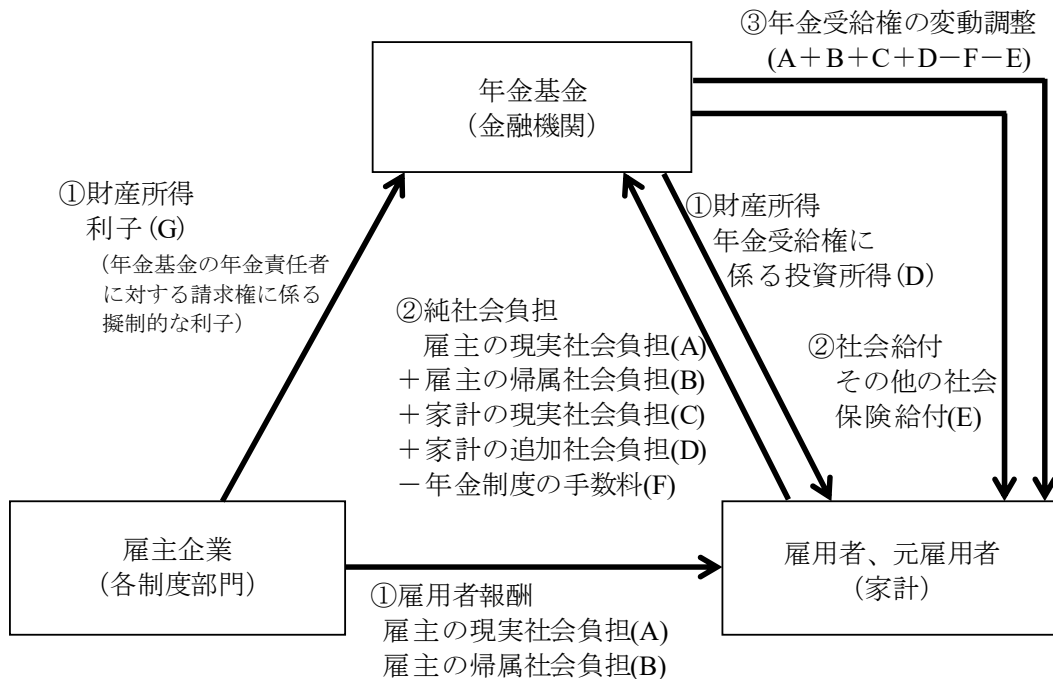 ③年金受給権の変動調整
(A＋B＋C＋D－F－E)
年金基金
（金融機関）
①財産所得
利子(G)
（年金基金の年金責任者
に対する請求権に係る
擬制的な利子）
①財産所得
年金受給権に
係る投資所得(D)
②純社会負担
雇主の現実社会負担(A)
＋雇主の帰属社会負担(B)
＋家計の現実社会負担(C)
＋家計の追加社会負担(D)
－年金制度の手数料(F)
②社会給付
その他の社会
保険給付(E)
雇主企業
（各制度部門）
雇用者、元雇用者
（家計）
①雇用者報酬
雇主の現実社会負担(A)
雇主の帰属社会負担(B)